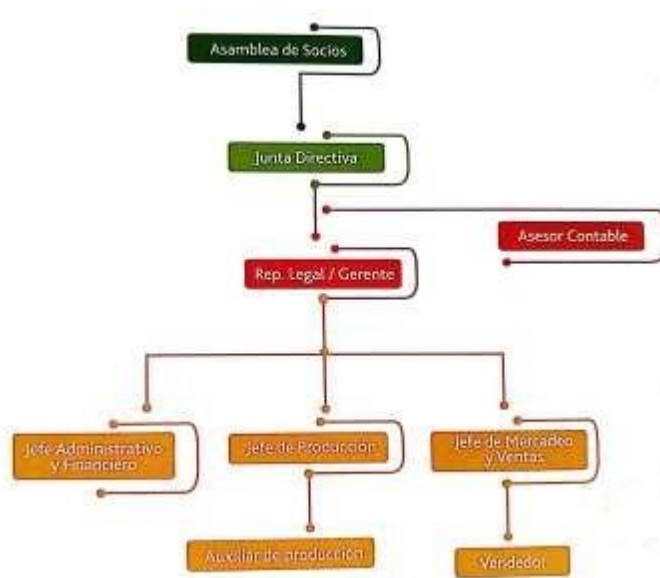 Asamblea de Socios
Junta Directiva
Asesor Contable
Rep. Legal / Gerente
Jefe Administrativo
y Financiero
Jefe de Producción
Jefe de Mercadeo
y Ventas
Auxiliar de producción
Vendedor